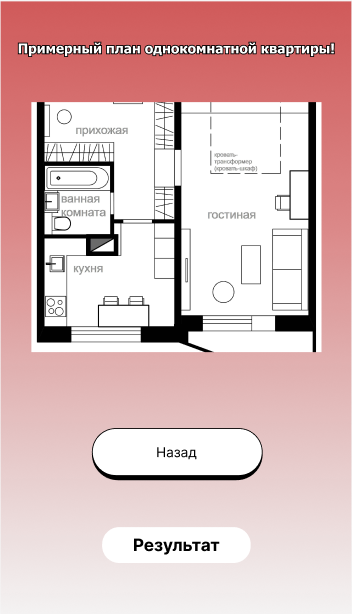 Примерный план однокомнатной квартиры!
прихожая
кровать-
трансформер
(кровать-шкаф)
ванная
комната
гостиная
кухня
Назад
Результат